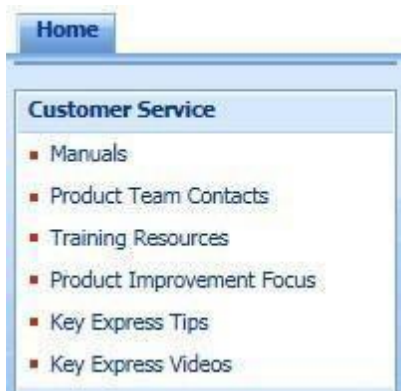 Home
Customer Service
Manuals
Product Team Contacts
Training Resources
Product Improvement Focus
Key Express Tips
Key Express Videos